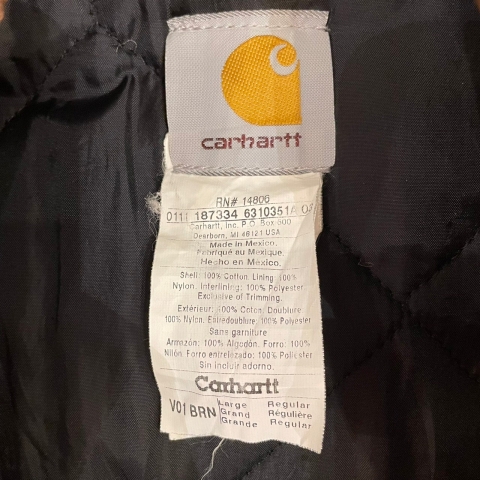 carhartt
RN# 14806
0111 187334 6310351A 03
Carhartt, Inc. P.O. Box 600
Dearborn, MI 48121 USA
Made in Mexico.
Fabriqué au Mexique.
Hecho en Mexico.
Shell: 100% Cotton. Lining: 100%
Nylon. Interlining: 100% Polyester
Exclusive of Trimming.
Extérieur: 100% Coton. Doublure
100% Nylon. Entredoublure: 100% Polyester
Sans garniture
Armazón: 100% Algodón. Forro: 100%
Nilón. Forro entrelazado: 100% Poliester
Sin incluir adorno.
Carhartt
V01 BRN Large Regular
Grand Régulière
Grande Regular